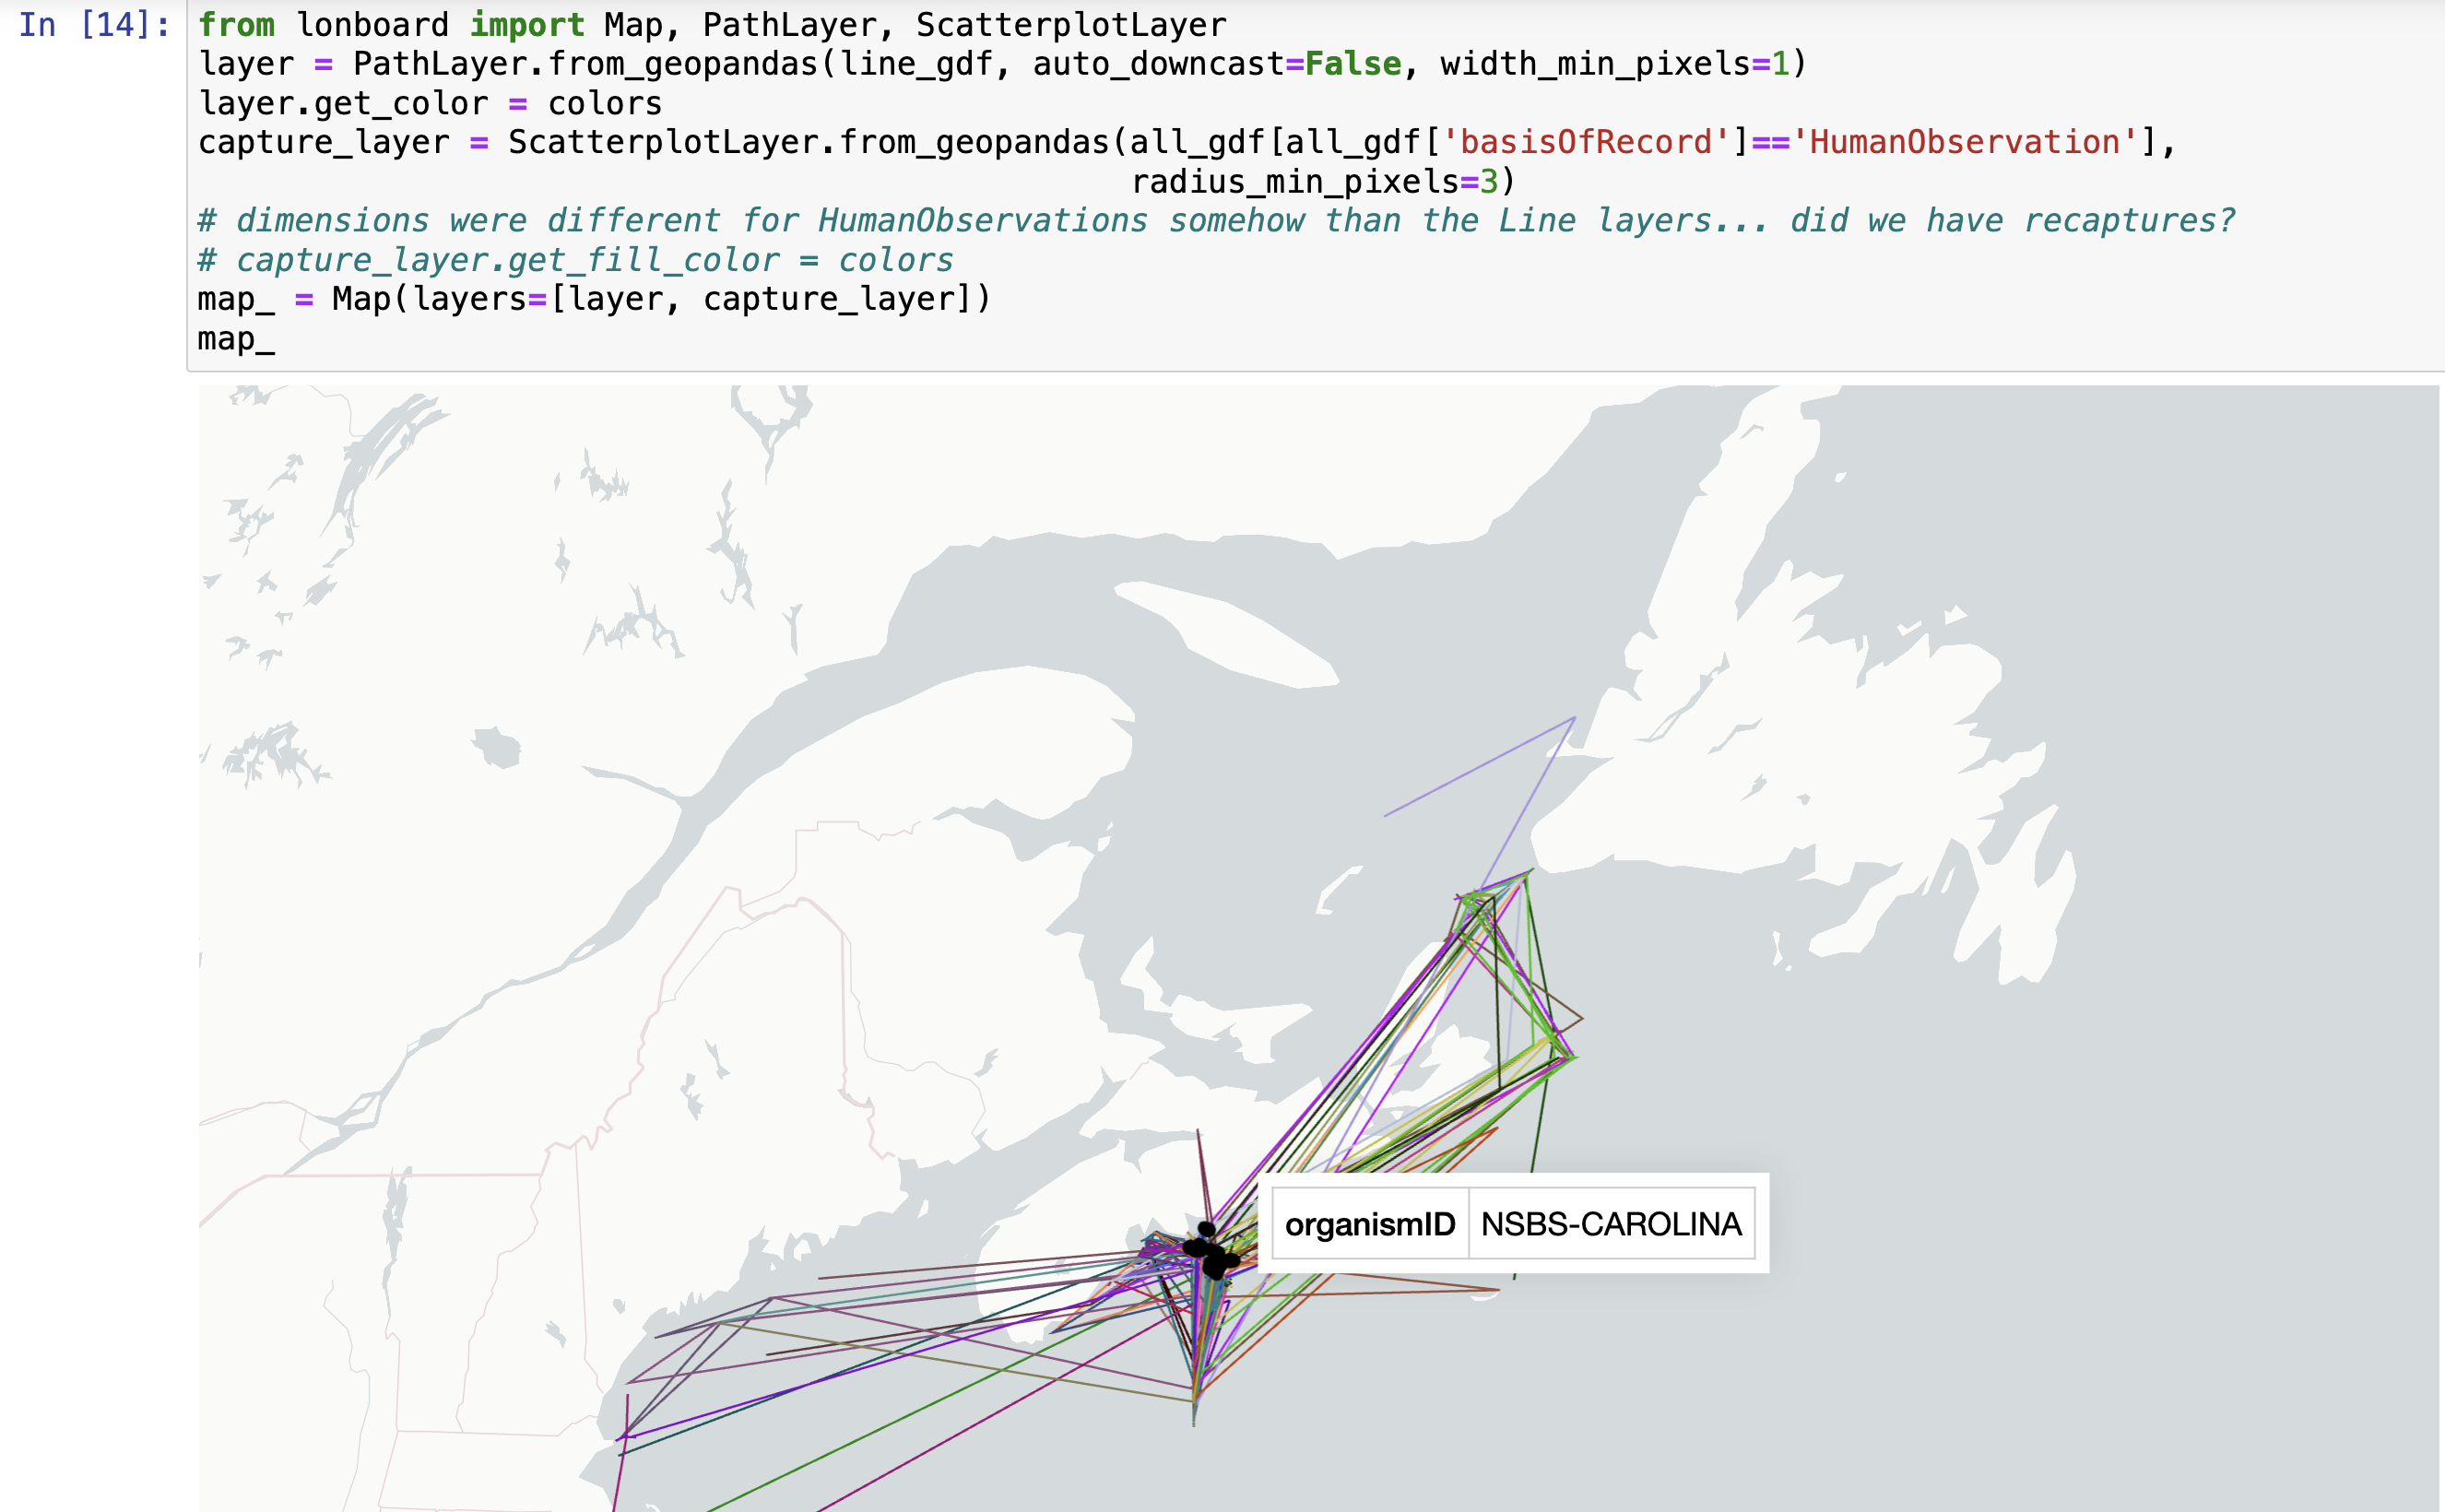 In [14]: from lonboard import Map, PathLayer, ScatterplotLayer
layer = PathLayer.from_geopandas(line_gdf, auto_downcast=False, width_min_pixels=1)
layer.get_color = colors
capture_layer = ScatterplotLayer.from_geopandas(all_gdf[all_gdf['basisOfRecord']=='HumanObservation'],
radius_min_pixels=3)
# dimensions were different for HumanObservations somehow than the Line layers... did we have recaptures?
# capture_layer.get_fill_color = colors
map_ = Map(layers=[layer, capture_layer])
map_
organismID NSBS-CAROLINA